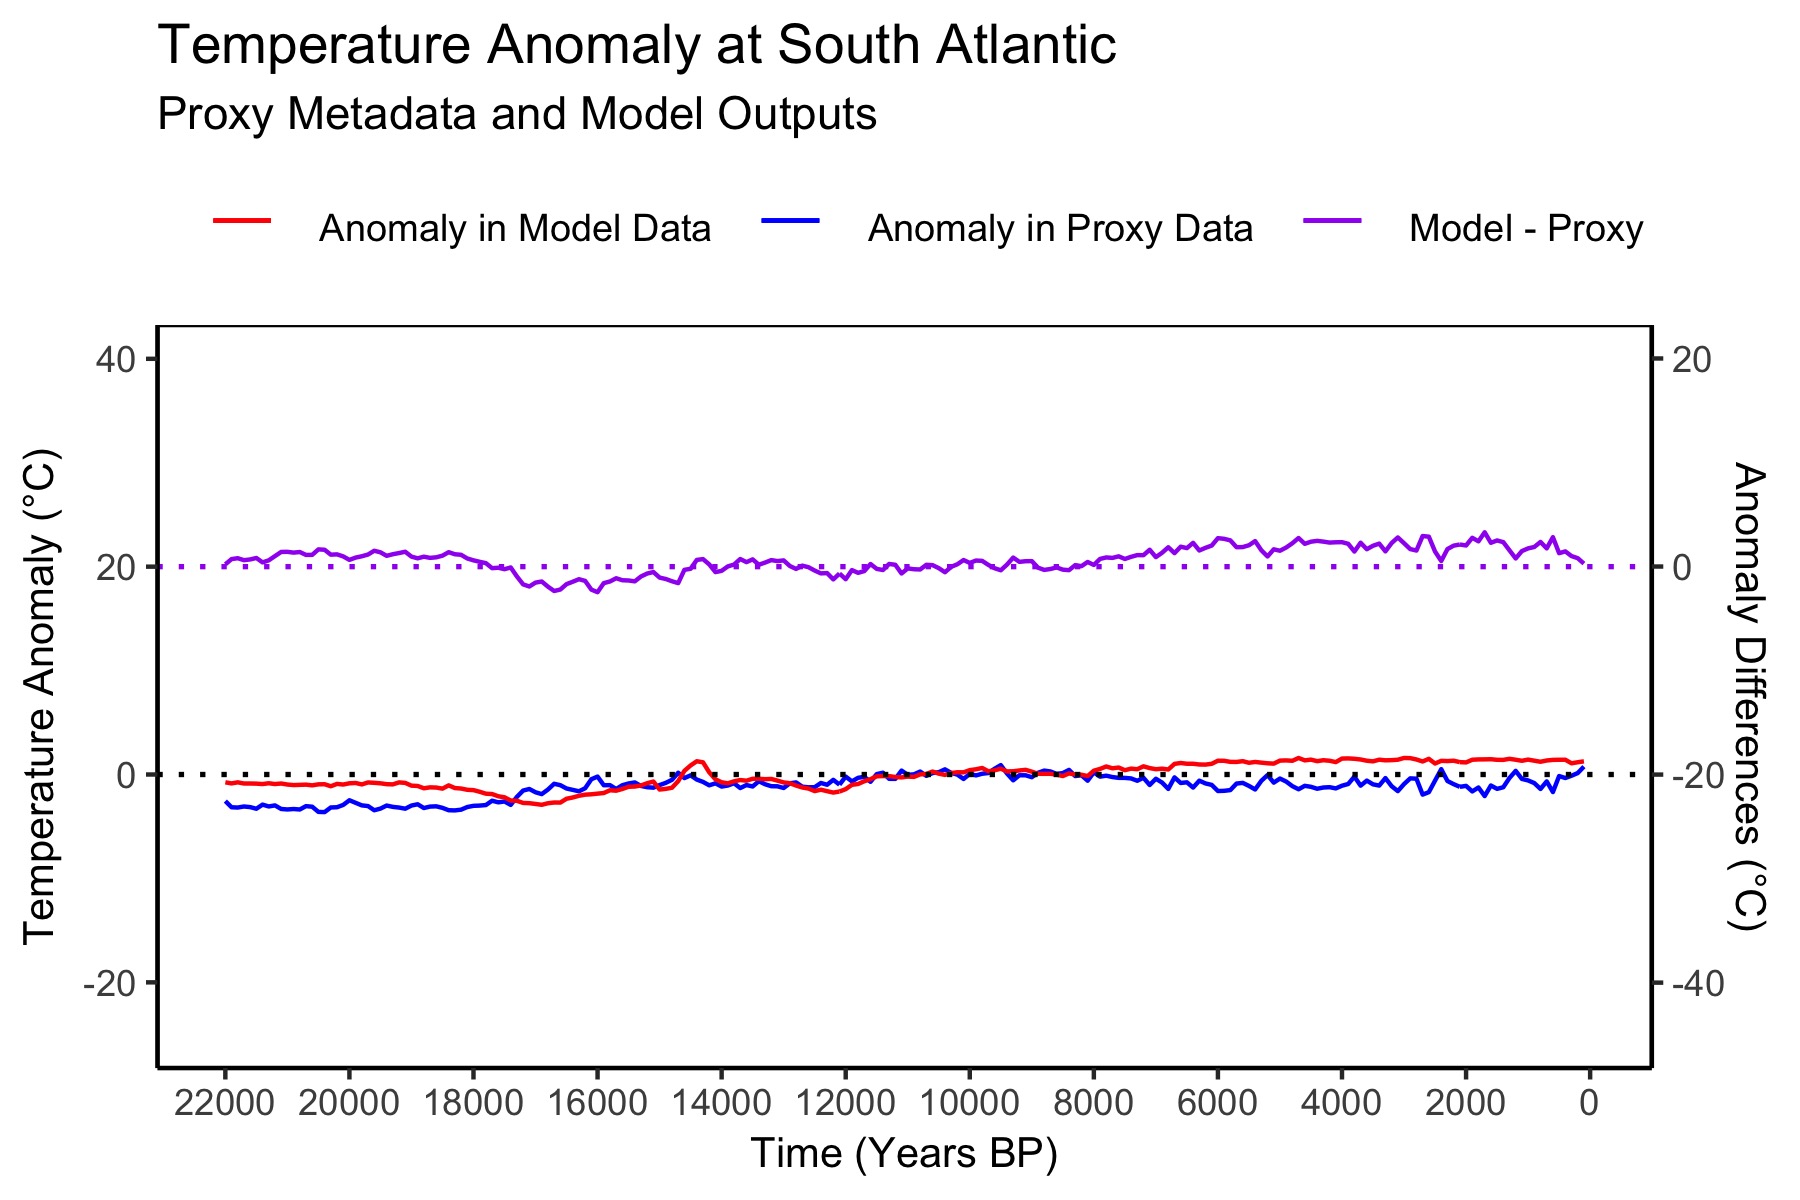 Temperature Anomaly at South Atlantic
Proxy Metadata and Model Outputs
Anomaly in Model Data Anomaly in Proxy Data Model - Proxy
40
20
0
-20
Temperature Anomaly (°C)
20
0
-20
-40
Anomaly Differences (°C)
22000 20000 18000 16000 14000 12000 10000 8000 6000 4000 2000 0
Time (Years BP)